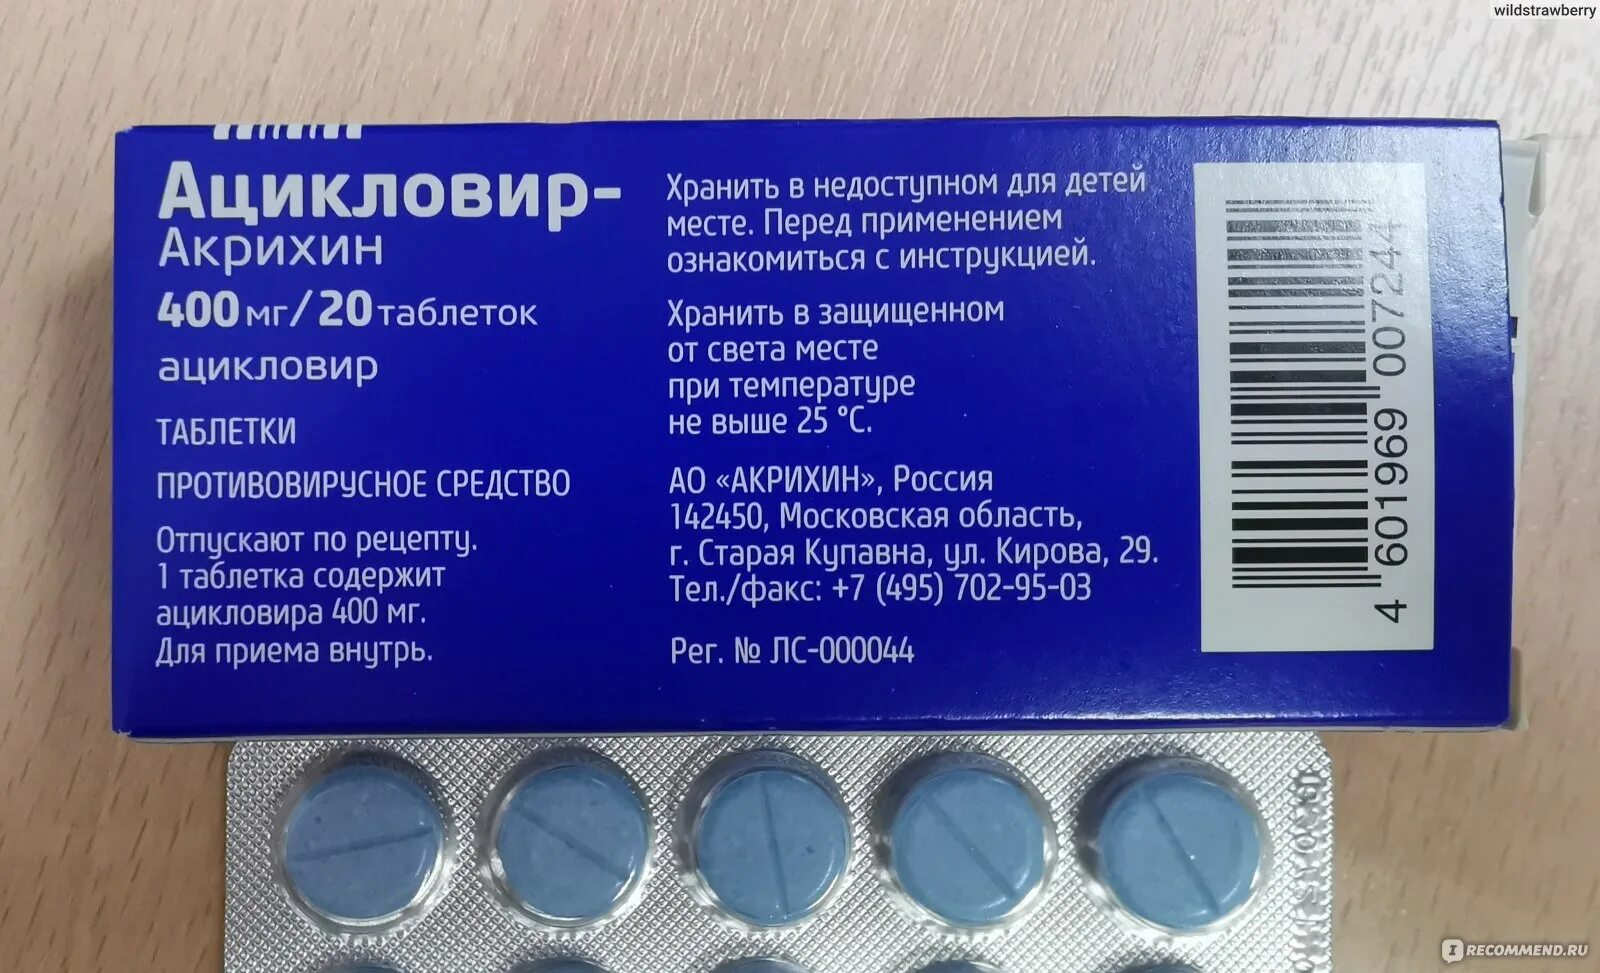 wildstrawberry
Ацикловир-
Акрихин
400 мг/20 таблеток
ацикловир
ТАБЛЕТКИ
ПРОТИВОВИРУСНОЕ СРЕДСТВО
Отпускают по рецепту.
1 таблетка содержит
ацикловира 400 мг.
Для приема внутрь.
Хранить в недоступном для детей
месте. Перед применением
ознакомиться с инструкцией.
Хранить в защищенном
от света месте
при температуре
не выше 25 °С.
АО «АКРИХИН», Россия
142450, Московская область,
г. Старая Купавна, ул. Кирова, 29.
Тел./факс: +7 (495) 702-95-03
Рег. № ЛС-000044
4 601969 007244
IRECOMMEND.RU